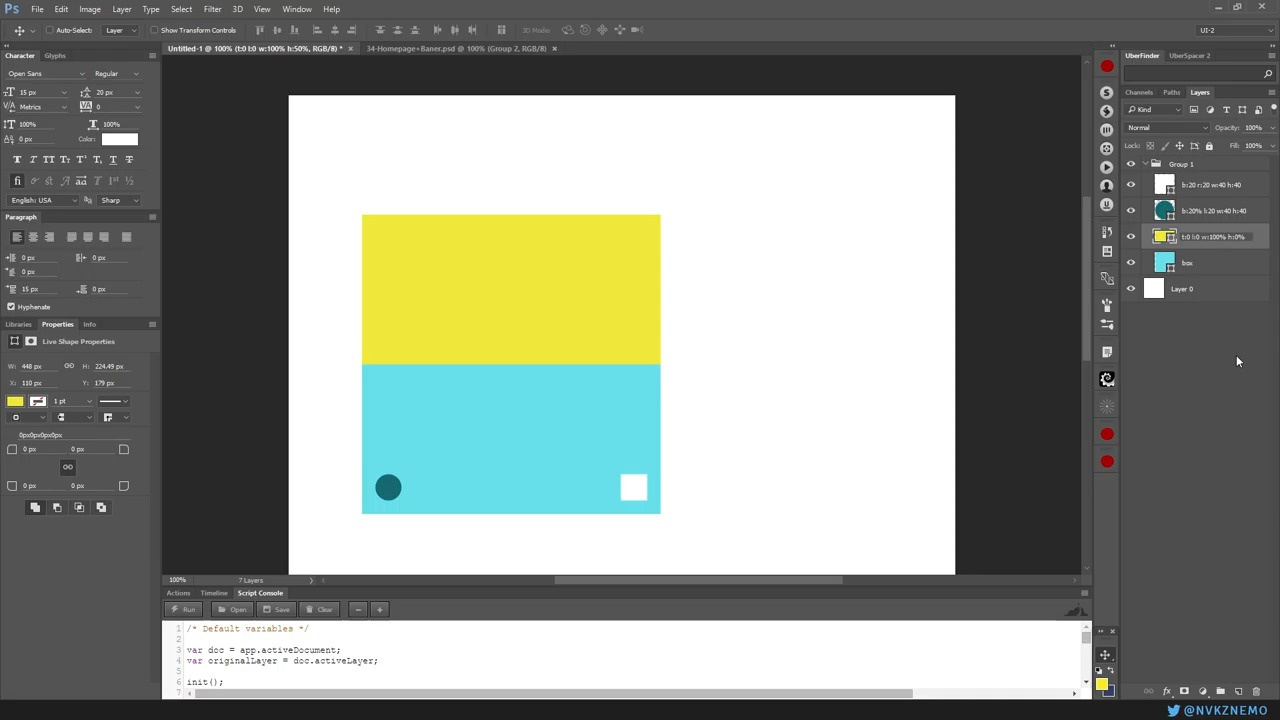 Ps File Edit Image Layer Type Select Filter 3D View Window Help
Auto-Select: Layer Show Transform Controls 3D Mode: UI-2
Untitled-1 @ 100% (t:0 l:0 w:100% h:50%, RGB/8) * × 34-Homepage+Baner.psd @ 100% (Group 2, RGB/8) ×
Character Glyphs
Open Sans Regular
15 px 20 px
Metrics 0
100% 100%
0 px Color:
English: USA Sharp
Paragraph
0 px 0 px
0 px
15 px 0 px
Hyphenate
Libraries Properties Info
Live Shape Properties
W: 448 px H: 224.49 px
X: 110 px Y: 179 px
1 pt
0px0px0px0px
0 px 0 px
0 px 0 px
100% 7 Layers
Actions Timeline Script Console
Run Open Save Clear
1 /* Default variables */
2
3 var doc = app.activeDocument;
4 var originalLayer = doc.activeLayer;
5
6 init();
7
UberFinder UberSpacer 2
Channels Paths Layers
Kind
Normal Opacity: 100%
Lock: Fill: 100%
Group 1
b:20 r:20 w:40 h:40
b:20% l:20 w:40 h:40
t:0 l:0 w:100% h:0%
box
Layer 0
@NVKZNEMO